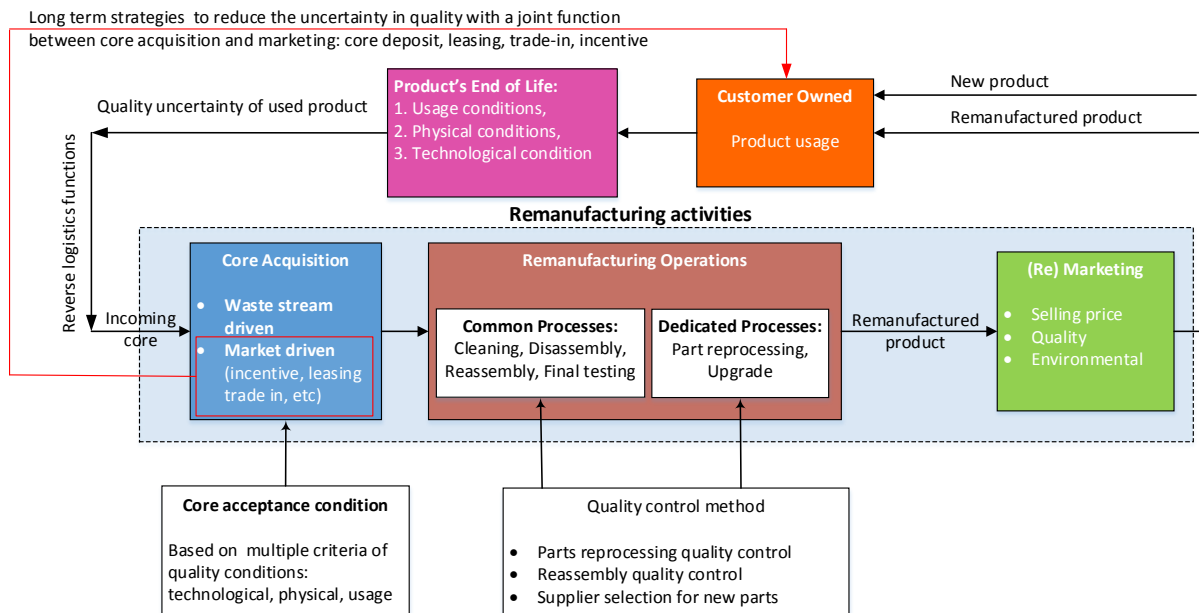 Long term strategies to reduce the uncertainty in quality with a joint function
between core acquisition and marketing: core deposit, leasing, trade-in, incentive
Product's End of Life:
1. Usage conditions,
2. Physical conditions,
3. Technological condition
Customer Owned
Product usage
New product
Remanufactured product
Quality uncertainty of used product
Reverse logistics functions
Remanufacturing activities
Incoming
core
Core Acquisition
• Waste stream
driven
• Market driven
(incentive, leasing
trade in, etc)
Remanufacturing Operations
Common Processes:
Cleaning, Disassembly,
Reassembly, Final testing
Dedicated Processes:
Part reprocessing,
Upgrade
Remanufactured
product
(Re) Marketing
• Selling price
• Quality
• Environmental
Core acceptance condition
Based on multiple criteria of
quality conditions:
technological, physical, usage
Quality control method
• Parts reprocessing quality control
• Reassembly quality control
• Supplier selection for new parts